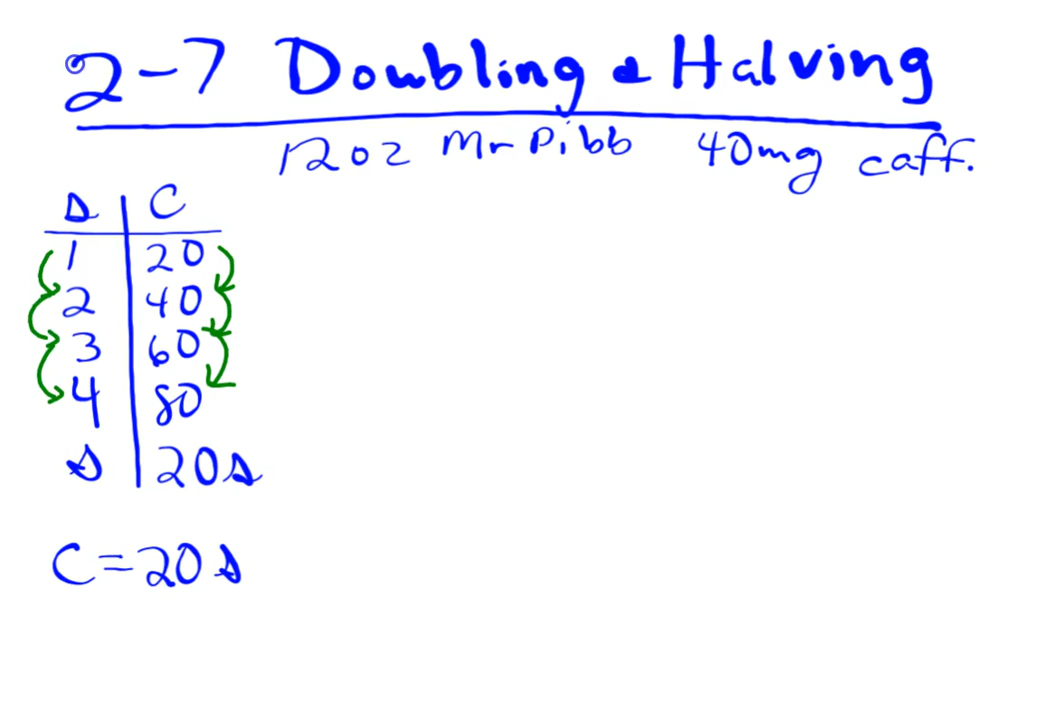 2-7 Doubling & Halving
12oz Mr Pibb 40mg caff.
s C
1 20
2 40
3 60
4 80
s 20s
C=20s